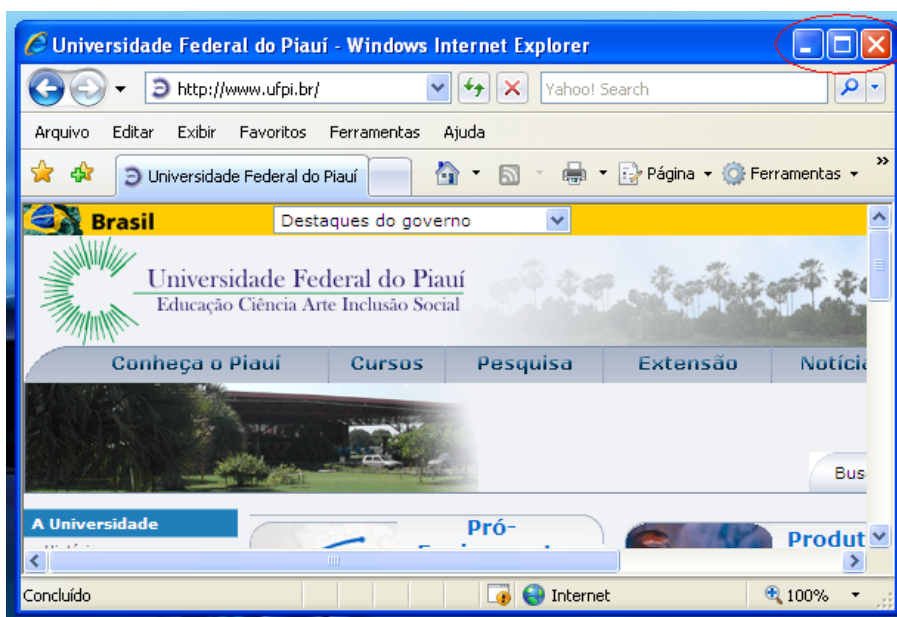 Universidade Federal do Piauí - Windows Internet Explorer
http://www.ufpi.br/ Yahoo! Search
Arquivo Editar Exibir Favoritos Ferramentas Ajuda
Universidade Federal do Piauí Página Ferramentas »
Brasil Destaques do governo
Universidade Federal do Piauí
Educação Ciência Arte Inclusão Social
Conheça o Piauí Cursos Pesquisa Extensão Notícia
Bus
A Universidade Pró- Produt
Concluído Internet 100%